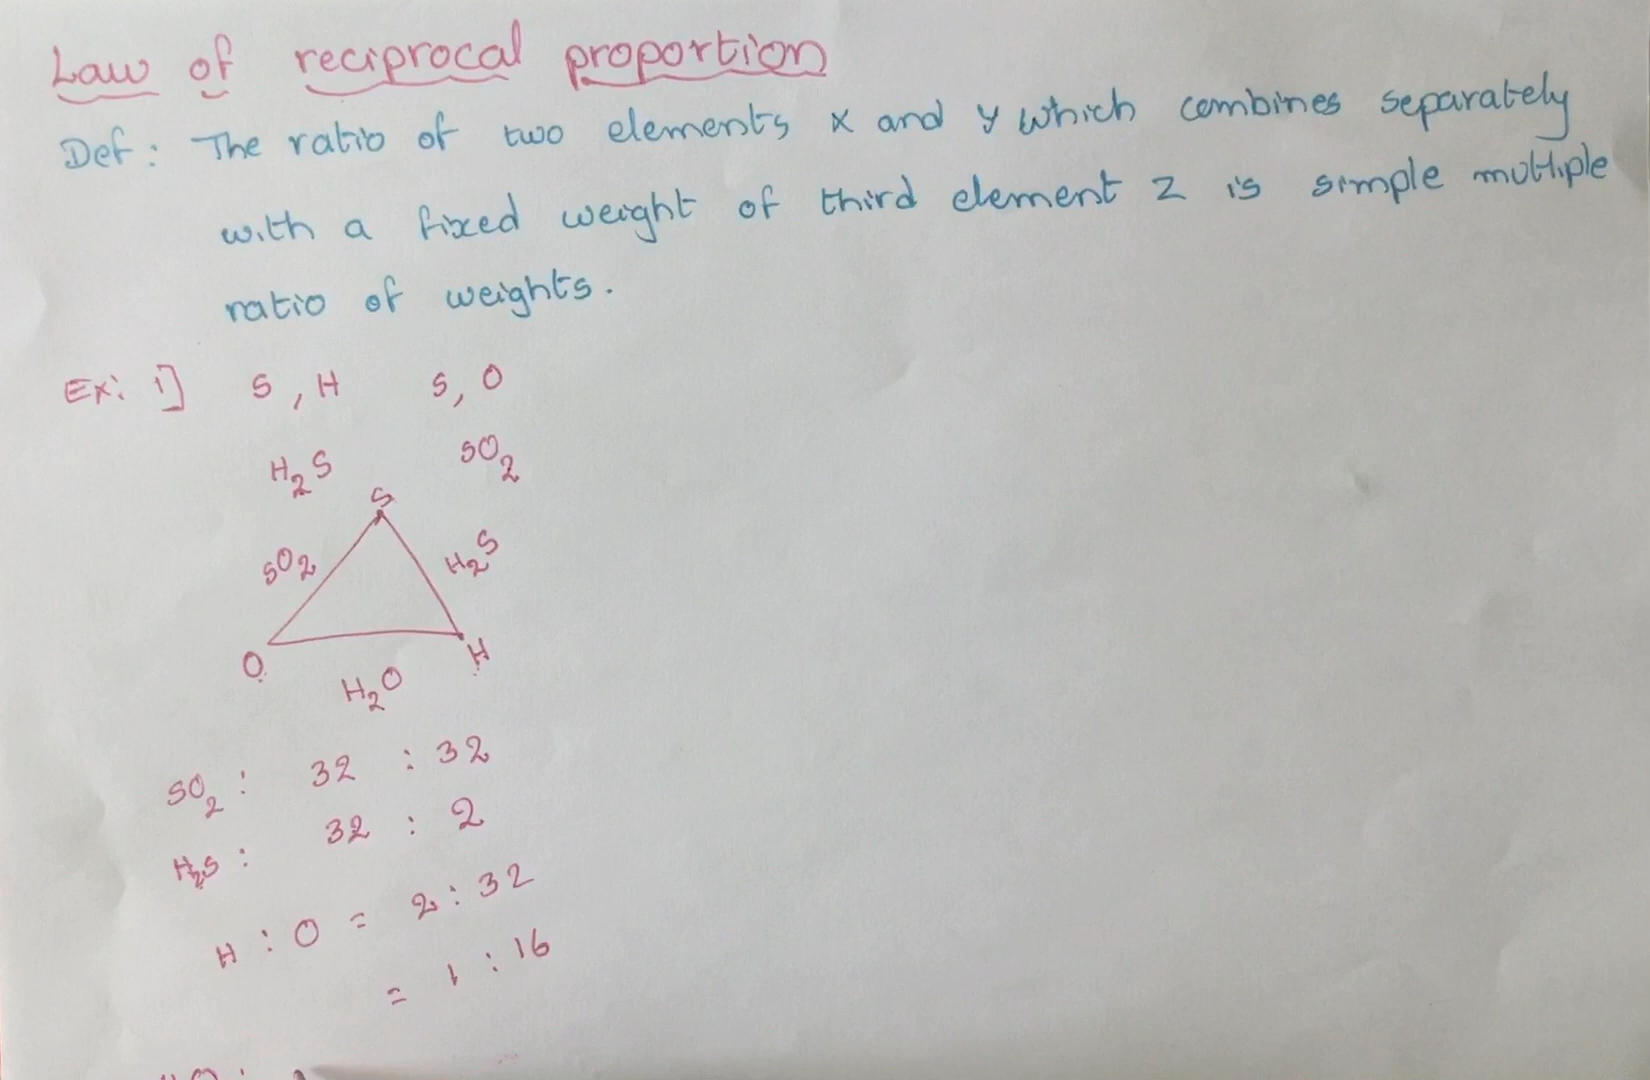 Law of reciprocal proportion
Def: The ratio of two elements x and y which combines separately
with a fixed weight of third element z is simple multiple
ratio of weights.
Ex: 1] S, H S, O
H₂S SO₂
S
SO₂ H₂S
O H
H₂O
SO₂ : 32 : 32
H₂S : 32 : 2
H : O = 2 : 32
= 1 : 16